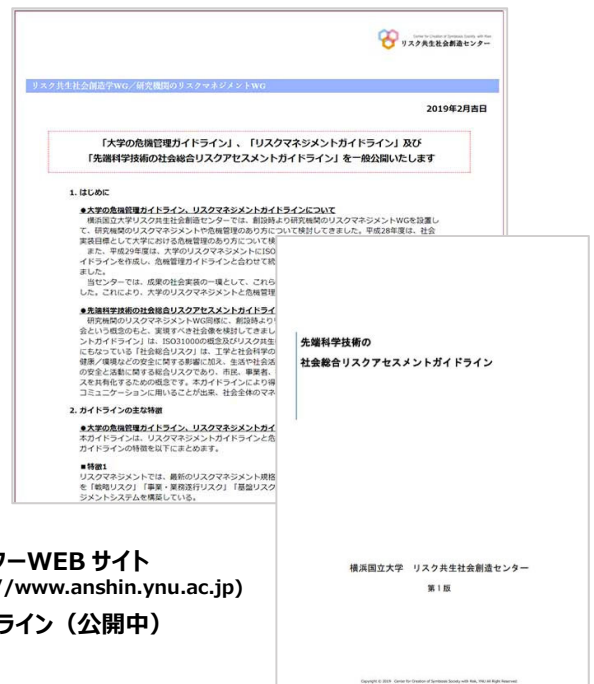 Center for Creation of Symbiosis Society with Risk
リスク共生社会創造センター
リスク共生社会創造学WG/研究機関のリスクマネジメントWG
2019年2月吉日
「大学の危機管理ガイドライン」、「リスクマネジメントガイドライン」及び
「先端科学技術の社会総合リスクアセスメントガイドライン」を一般公開いたします
1. はじめに
●大学の危機管理ガイドライン、リスクマネジメントガイドラインについて
横浜国立大学リスク共生社会創造センターでは、創設時より研究機関のリスクマネジメントWGを設置し
て、研究機関のリスクマネジメントや危機管理のあり方について検討してきました。平成28年度は、社会
実装目標として大学における危機管理のあり方について検
また、平成29年度は、大学のリスクマネジメントにISO
イドラインを作成し、危機管理ガイドラインと合わせて統
ました。
当センターでは、成果の社会実装の一環として、これら
した。これにより、大学のリスクマネジメントと危機管理
●先端科学技術の社会総合リスクアセスメントガイドライ
研究機関のリスクマネジメントWG同様に、創設時より
会という概念のもと、実現すべき社会像を検討してきまし
ントガイドライン」は、ISO31000の概念及びリスク共生
にもなっている「社会総合リスク」は、工学と社会科学の
健康/環境などの安全に関する影響に加え、生活や社会活
の安全と活動に関する総合リスクであり、市民、事業者、
スを共有化するための概念です。本ガイドラインにより得
コミュニケーションに用いることが出来、社会全体のマネ
2. ガイドラインの主な特徴
●大学の危機管理ガイドライン、リスクマネジメントガイ
本ガイドラインは、リスクマネジメントガイドラインと危
ガイドラインの特徴を以下にまとめます。
■特徴1
リスクマネジメントでは、最新のリスクマネジメント規格
を「戦略リスク」「事業・業務遂行リスク」「基盤リスク
ジメントシステムを構築している。
先端科学技術の
社会総合リスクアセスメントガイドライン
横浜国立大学 リスク共生社会創造センター
第1版
Copyright © 2019 Center for Creation of Symbiosis Society with Risk, YNU All Right Reserved.
ーWEB サイト
//www.anshin.ynu.ac.jp)
ライン(公開中)